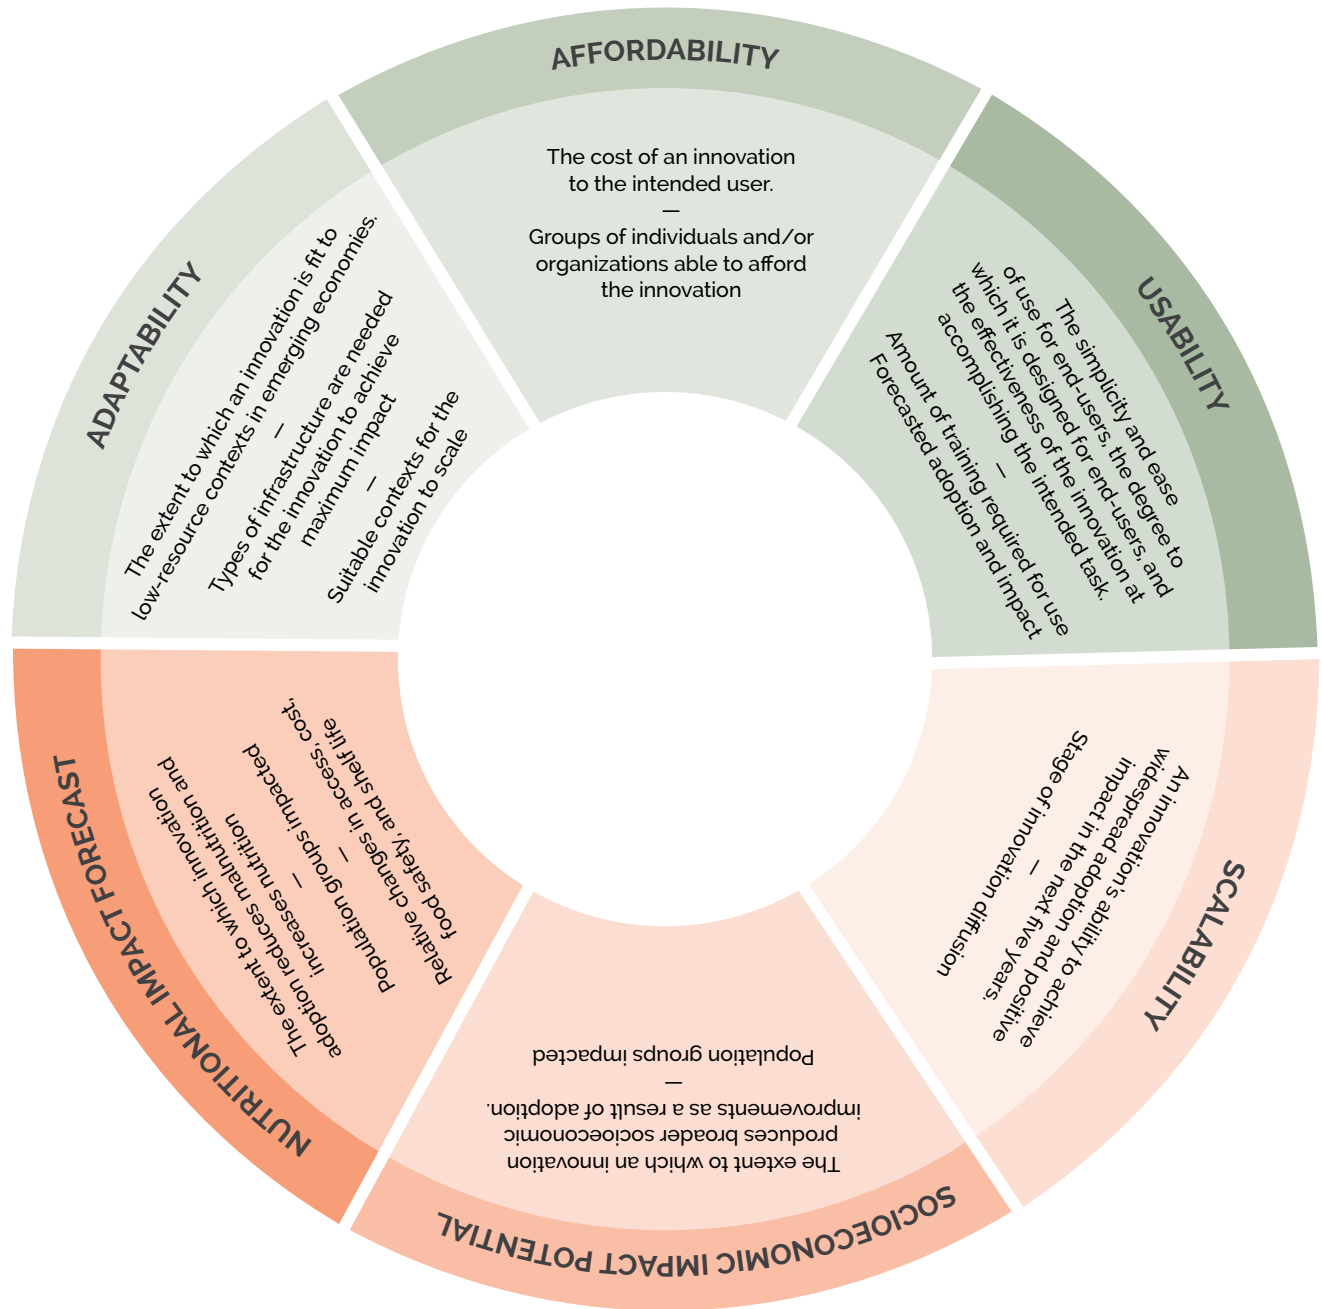 AFFORDABILITY
The cost of an innovation
to the intended user.
—
Groups of individuals and/or
organizations able to afford
the innovation
USABILITY
The simplicity and ease
of use for end-users, the degree to
which it is designed for end-users, and
the effectiveness of the innovation at
accomplishing the intended task.
—
Amount of training required for use
Forecasted adoption and impact
SCALABILITY
An innovation's ability to achieve
widespread adoption and positive
impact in the next five years.
—
Stage of innovation diffusion
SOCIOECONOMIC IMPACT POTENTIAL
The extent to which an innovation
produces broader socioeconomic
improvements as a result of adoption.
—
Population groups impacted
NUTRITIONAL IMPACT FORECAST
The extent to which innovation
adoption reduces malnutrition and
increases nutrition
—
Population groups impacted
—
Relative changes in access, cost,
food safety, and shelf life
ADAPTABILITY
The extent to which an innovation is fit to
low-resource contexts in emerging economies.
—
Types of infrastructure are needed
for the innovation to achieve
maximum impact
—
Suitable contexts for the
innovation to scale